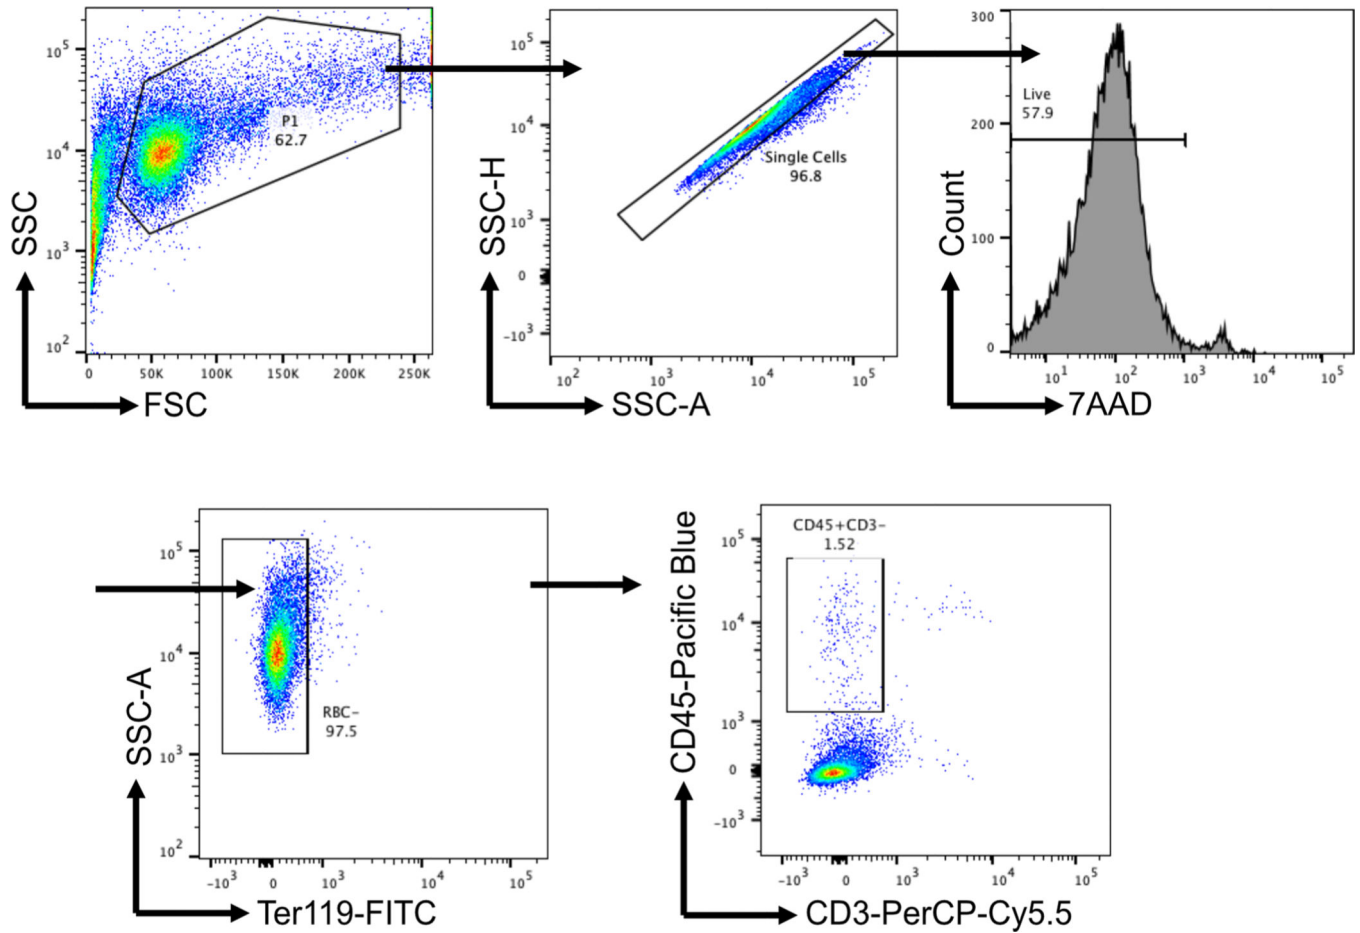 10^5
10^4
10^3
10^2
SSC
P1
62.7
0 50K 100K 150K 200K 250K
FSC
10^5
10^4
10^3
0
-10^3
SSC-H
Single Cells
96.8
10^2 10^3 10^4 10^5
SSC-A
300
200
100
0
Count
Live
57.9
10^1 10^2 10^3 10^4 10^5
7AAD
10^5
10^4
10^3
10^2
SSC-A
RBC-
97.5
-10^3 0 10^3 10^4 10^5
Ter119-FITC
CD45-Pacific Blue
10^5
10^4
10^3
0
-10^3
CD45+CD3-
1.52
-10^3 0 10^3 10^4 10^5
CD3-PerCP-Cy5.5